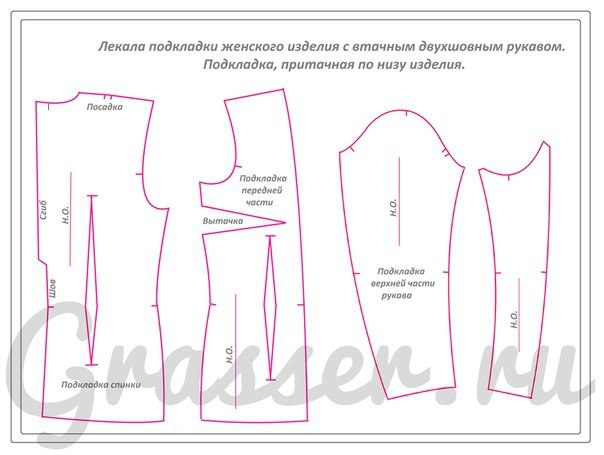 Лекала подкладки женского изделия с втачным двухшовным рукавом.
Подкладка, притачная по низу изделия.
Посадка
Сгиб
Н.О.
Шов
Подкладка спинки
Подкладка
передней
части
Вытачка
Н.О.
Н.О.
Подкладка
верхней части
рукава
Н.О.
Grasser.ru